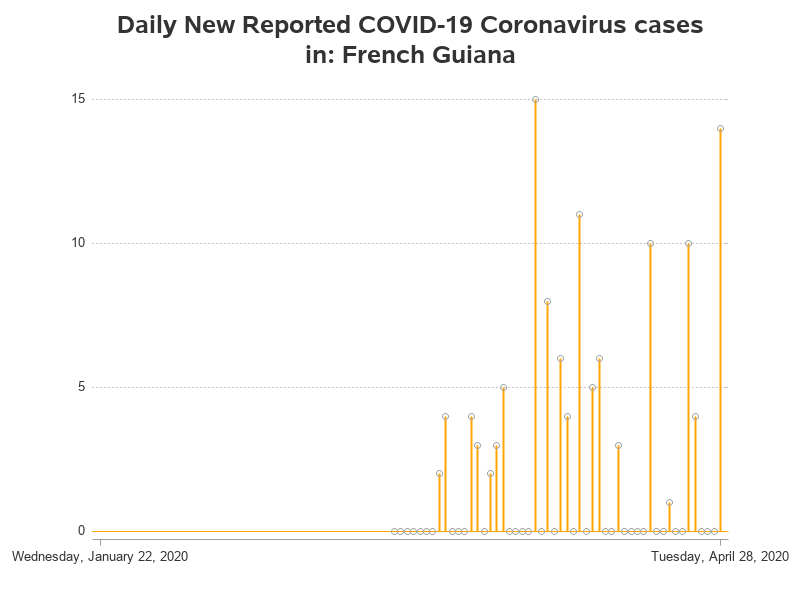 Daily New Reported COVID-19 Coronavirus cases
in: French Guiana
15
10
5
0
Wednesday, January 22, 2020
Tuesday, April 28, 2020